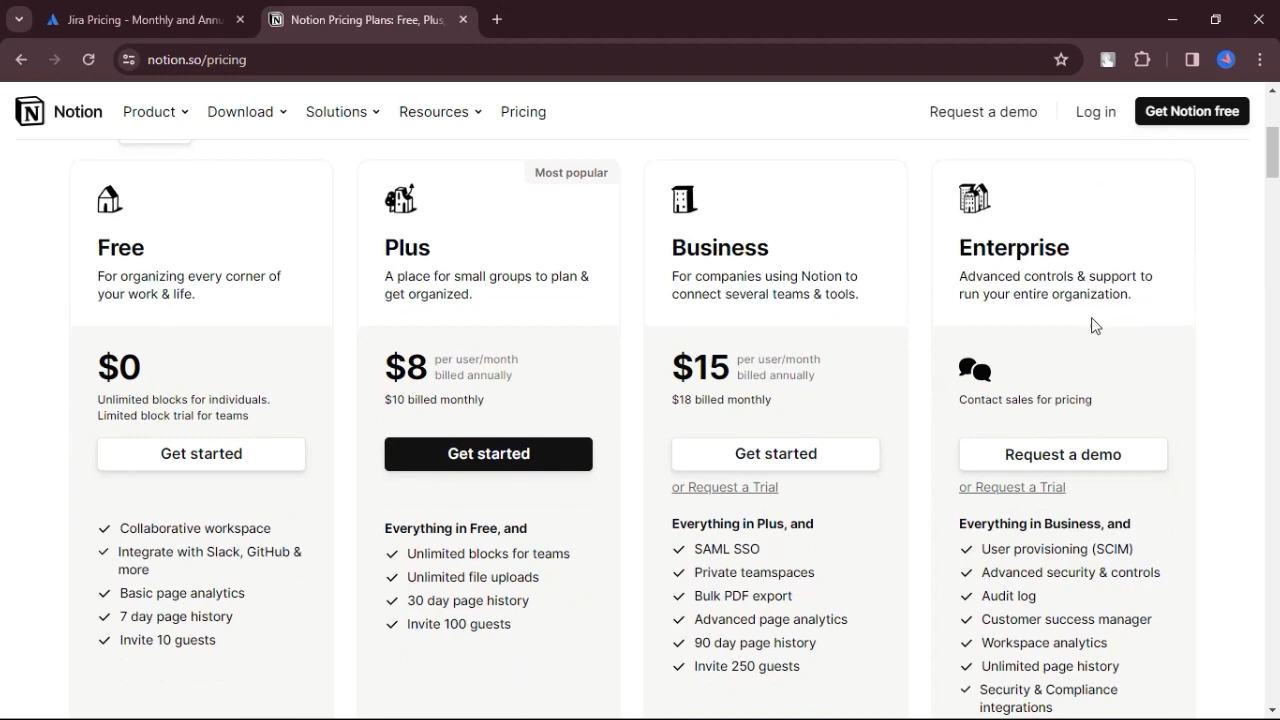 Jira Pricing - Monthly and Annu
Notion Pricing Plans: Free, Plus,
notion.so/pricing
Notion
Product
Download
Solutions
Resources
Pricing
Request a demo
Log in
Get Notion free
Free
For organizing every corner of
your work & life.
$0
Unlimited blocks for individuals.
Limited block trial for teams
Get started
Collaborative workspace
Integrate with Slack, GitHub &
more
Basic page analytics
7 day page history
Invite 10 guests
Most popular
Plus
A place for small groups to plan &
get organized.
$8 per user/month
billed annually
$10 billed monthly
Get started
Everything in Free, and
Unlimited blocks for teams
Unlimited file uploads
30 day page history
Invite 100 guests
Business
For companies using Notion to
connect several teams & tools.
$15 per user/month
billed annually
$18 billed monthly
Get started
or Request a Trial
Everything in Plus, and
SAML SSO
Private teamspaces
Bulk PDF export
Advanced page analytics
90 day page history
Invite 250 guests
Enterprise
Advanced controls & support to
run your entire organization.
Contact sales for pricing
Request a demo
or Request a Trial
Everything in Business, and
User provisioning (SCIM)
Advanced security & controls
Audit log
Customer success manager
Workspace analytics
Unlimited page history
Security & Compliance
integrations